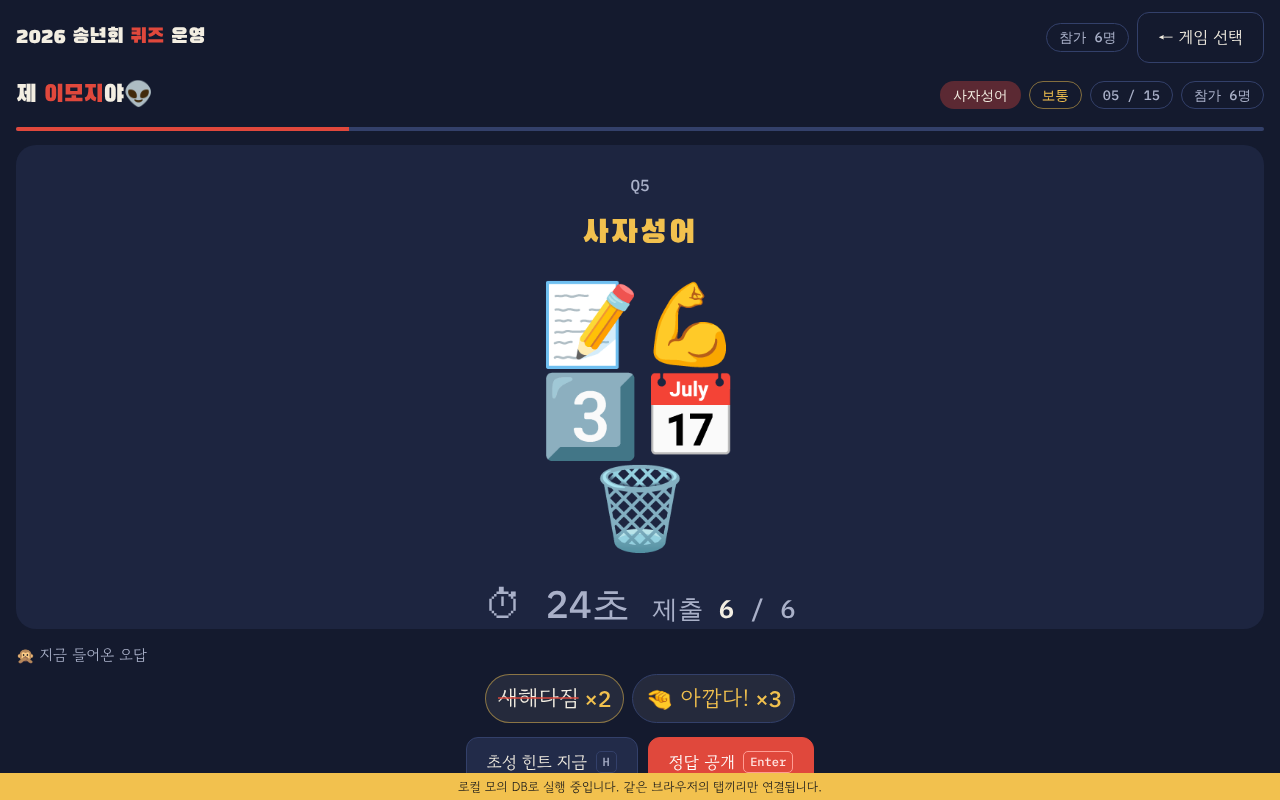 2026 송년회 퀴즈 운영
참가 6명
← 게임 선택
제 이모지야👽
사자성어
보통
05 / 15
참가 6명
Q5
사자성어
📝💪
3️⃣📅
July
17
🗑️
⏱ 24초 제출 6 / 6
🙊 지금 들어온 오답
새해다짐 ×2
🤏 아깝다! ×3
초성 힌트 지금 H
정답 공개 Enter
로컬 모의 DB로 실행 중입니다. 같은 브라우저의 탭끼리만 연결됩니다.